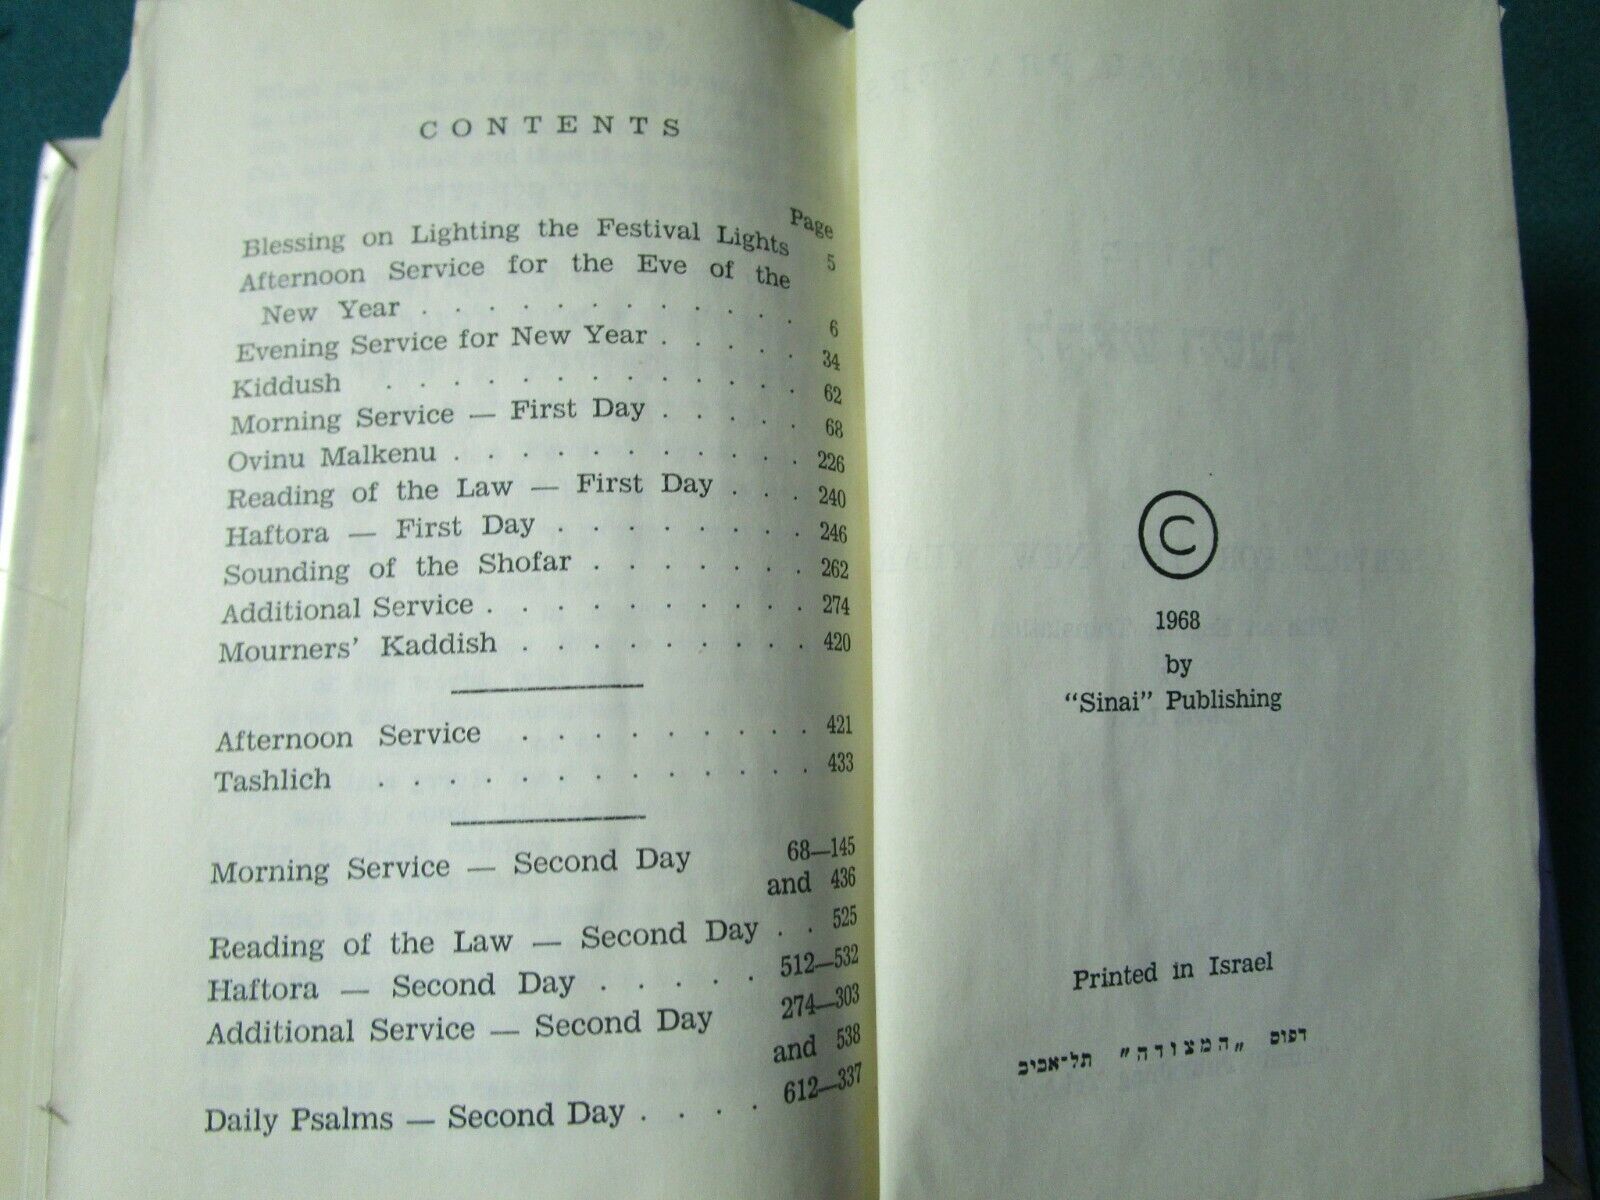 CONTENTS
Page
Blessing on Lighting the Festival Lights 5
Afternoon Service for the Eve of the
New Year . . . . . . . . . . . . 6
Evening Service for New Year . . . . . 34
Kiddush . . . . . . . . . . . . . 62
Morning Service — First Day . . . . . 68
Ovinu Malkenu . . . . . . . . . . . 226
Reading of the Law — First Day . . . 240
Haftora — First Day . . . . . . . . 246
Sounding of the Shofar . . . . . . . 262
Additional Service . . . . . . . . . . 274
Mourners' Kaddish . . . . . . . . . 420
Afternoon Service . . . . . . . . . 421
Tashlich . . . . . . . . . . . . . 433
Morning Service — Second Day 68—145
and 436
Reading of the Law — Second Day . . 525
Haftora — Second Day . . . . . 512—532
Additional Service — Second Day 274—303
and 538
Daily Psalms — Second Day . . . . 612—337
©
1968
by
"Sinai" Publishing
Printed in Israel
דפוס „המצודה” תל־אביב